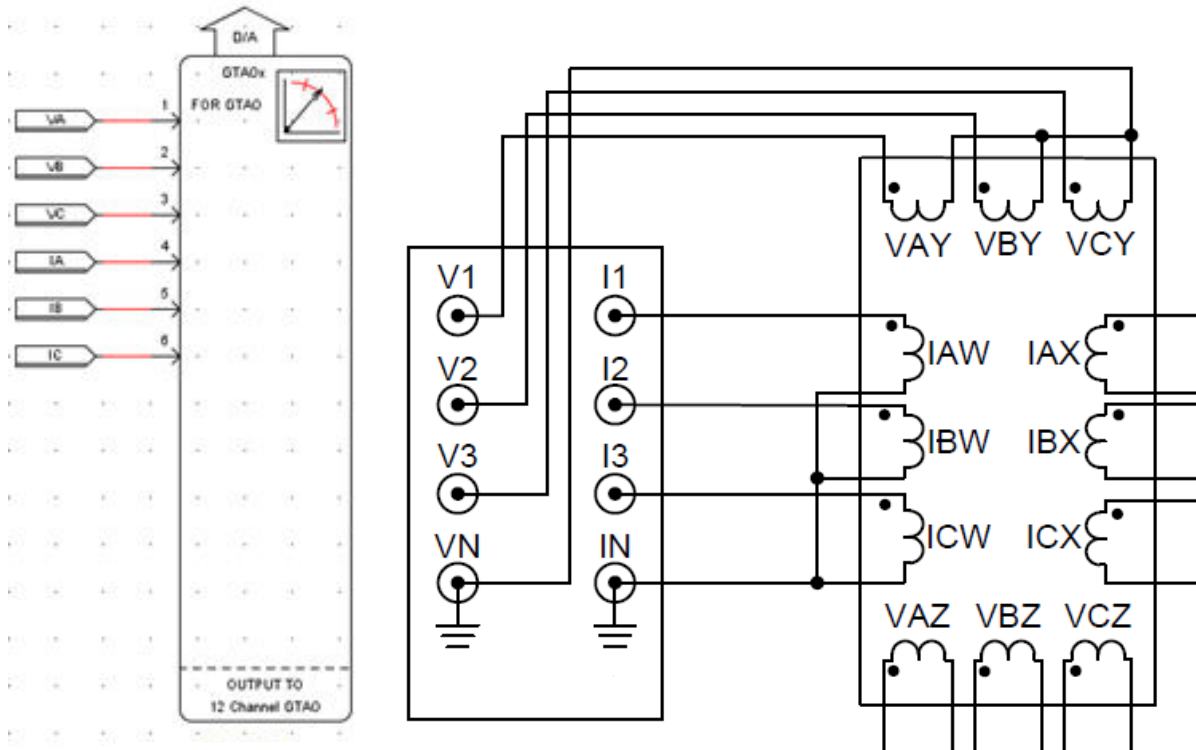 D/A
GTAOx
FOR GTAO
1
VA
2
VB
3
VC
4
IA
5
IB
6
IC
OUTPUT TO
12 Channel GTAO
V1 I1
V2 I2
V3 I3
VN IN
VAY VBY VCY
IAW IAX
IBW IBX
ICW ICX
VAZ VBZ VCZ